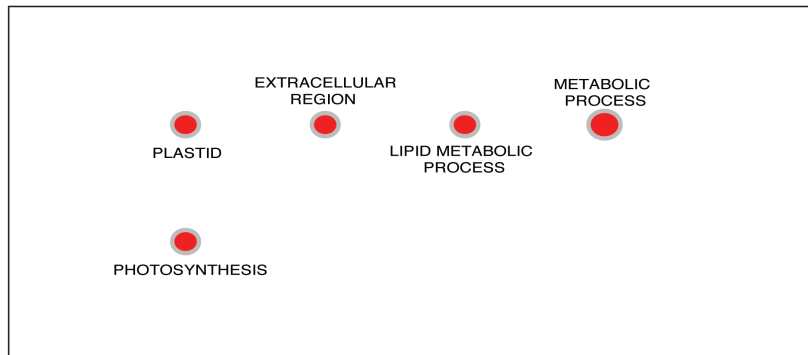 EXTRACELLULAR
REGION
METABOLIC
PROCESS
PLASTID
LIPID METABOLIC
PROCESS
PHOTOSYNTHESIS